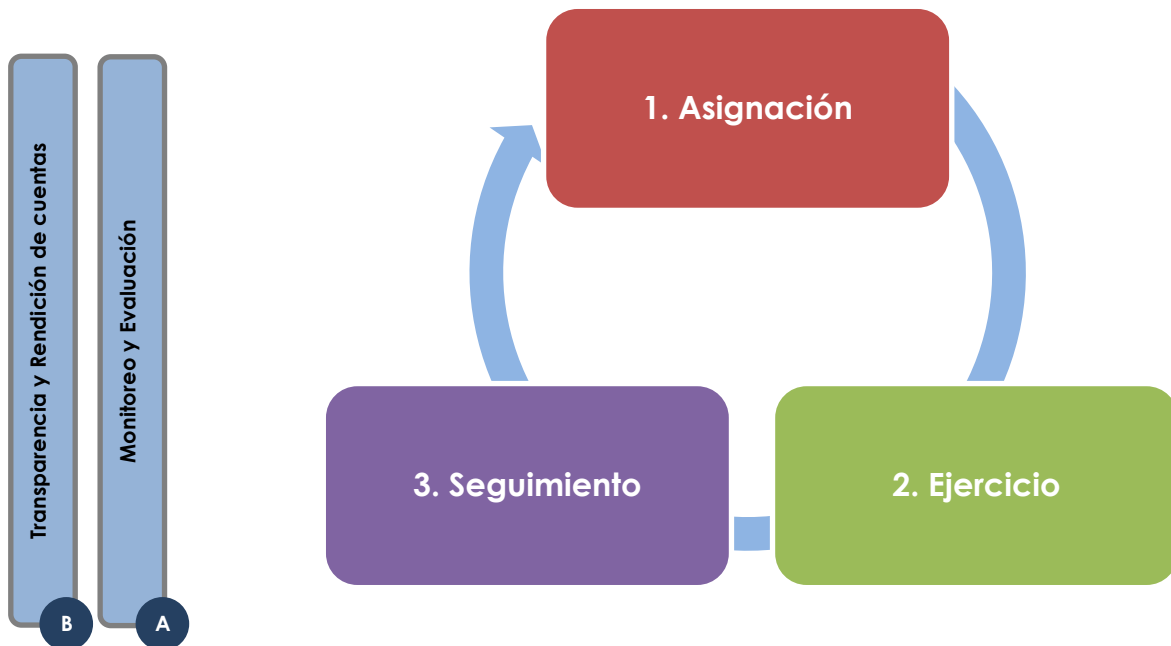 Transparencia y Rendición de cuentas
B
Monitoreo y Evaluación
A
1. Asignación
3. Seguimiento
2. Ejercicio